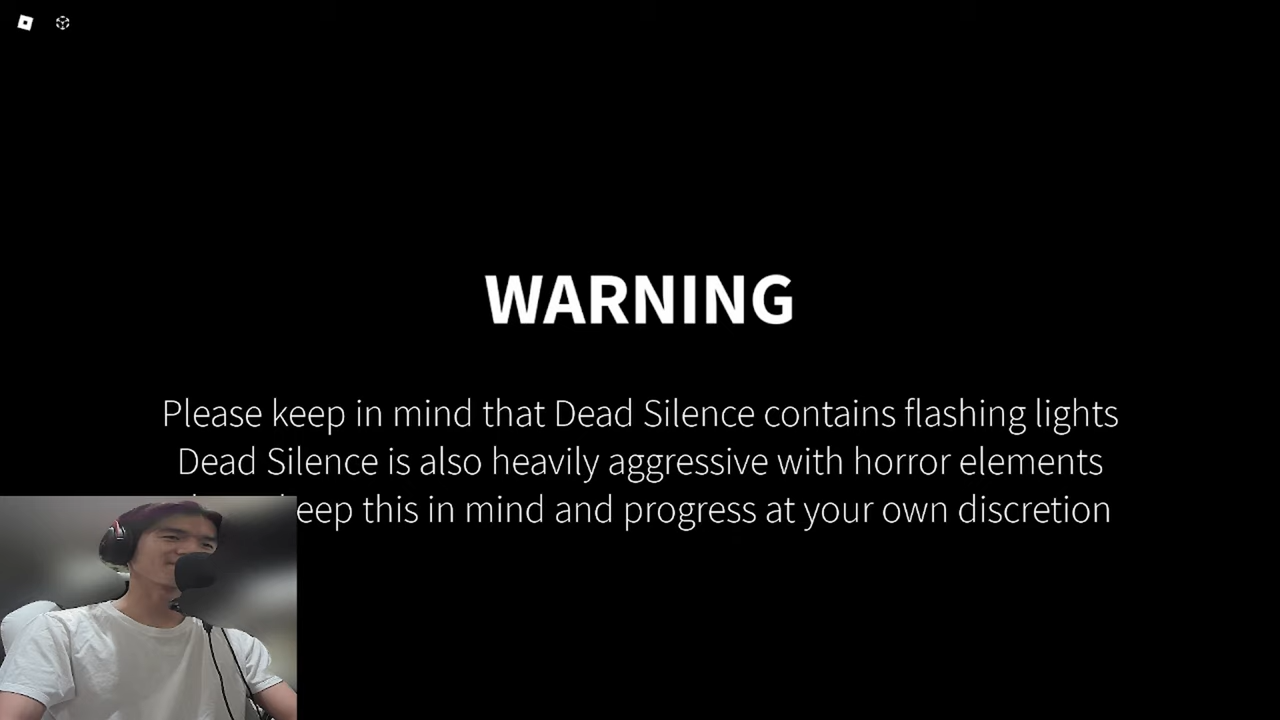 WARNING
Please keep in mind that Dead Silence contains flashing lights
Dead Silence is also heavily aggressive with horror elements
this in mind and progress at your own discretion